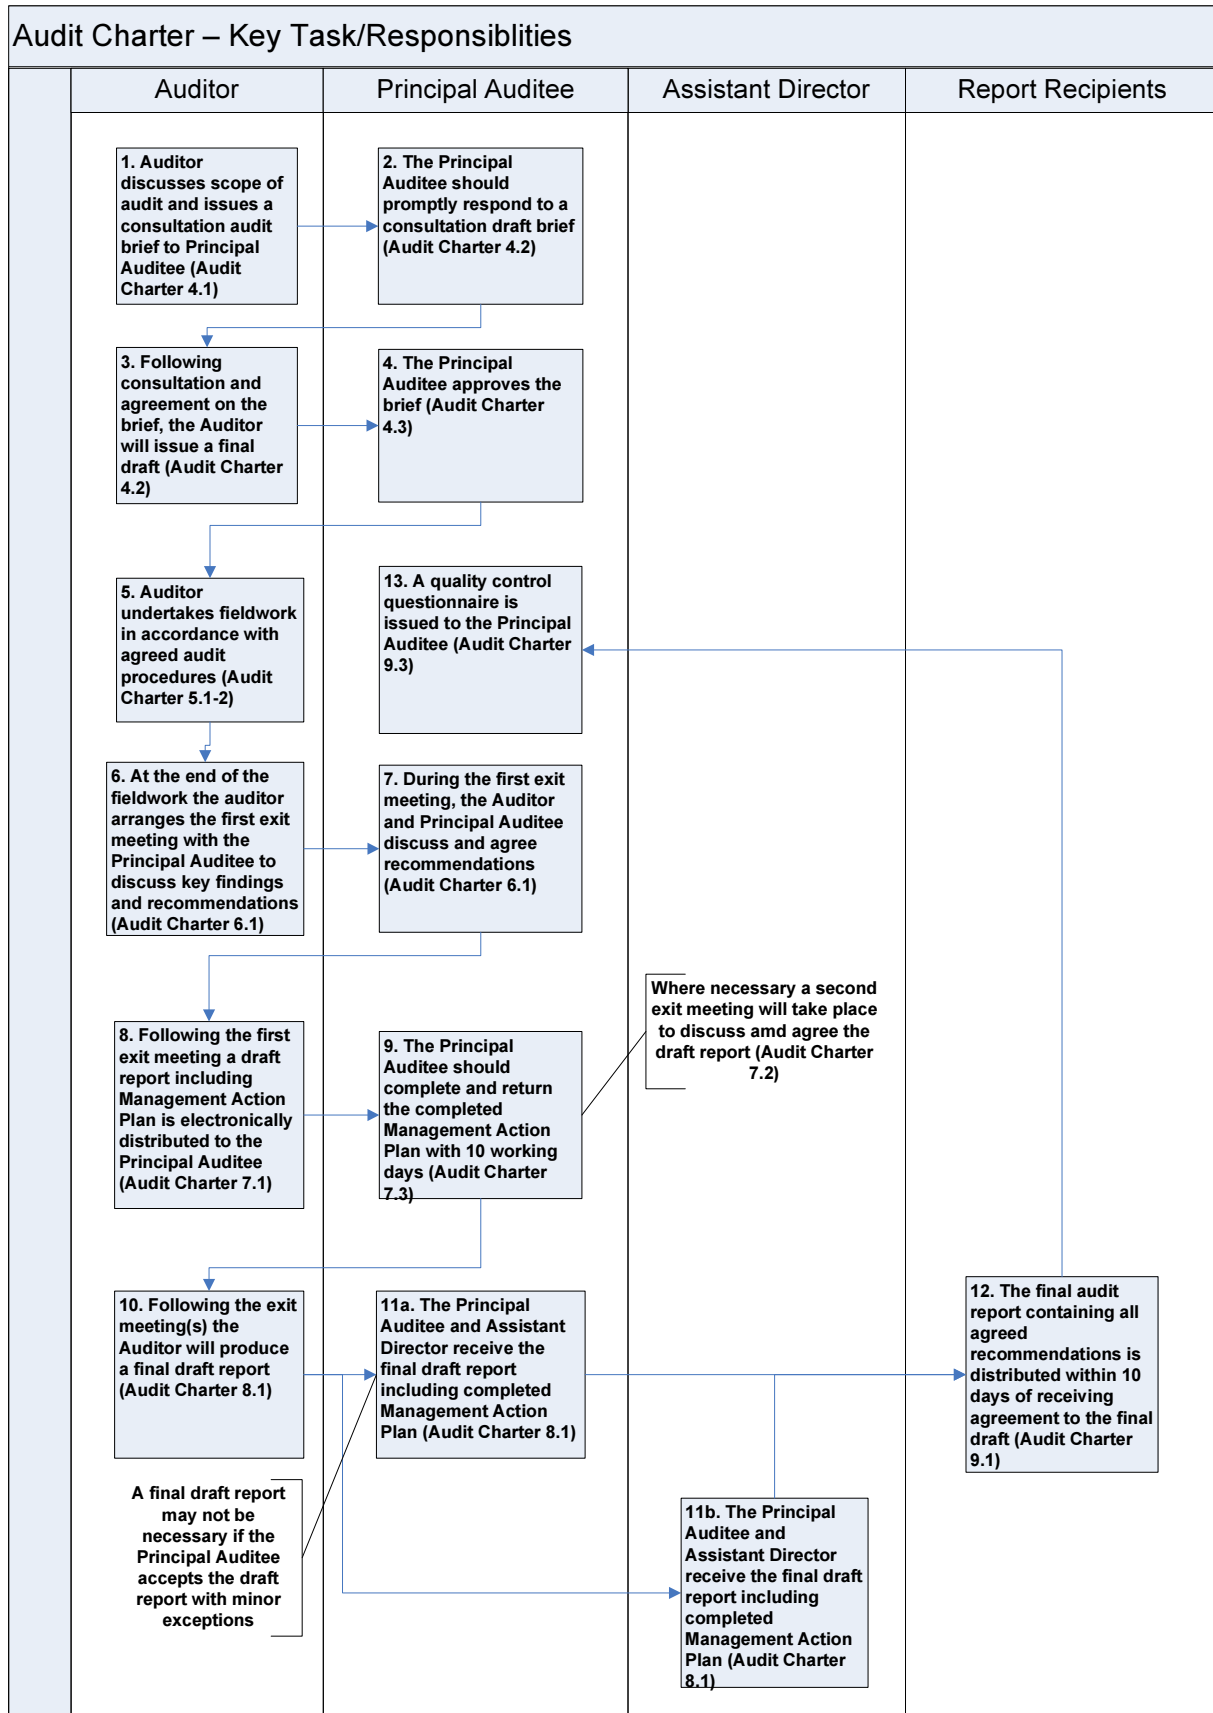 Audit Charter – Key Task/Responsiblities
Auditor
Principal Auditee
Assistant Director
Report Recipients
1. Auditor
discusses scope of
audit and issues a
consultation audit
brief to Principal
Auditee (Audit
Charter 4.1)
2. The Principal
Auditee should
promptly respond to a
consultation draft brief
(Audit Charter 4.2)
3. Following
consultation and
agreement on the
brief, the Auditor
will issue a final
draft (Audit Charter
4.2)
4. The Principal
Auditee approves the
brief (Audit Charter
4.3)
5. Auditor
undertakes fieldwork
in accordance with
agreed audit
procedures (Audit
Charter 5.1-2)
13. A quality control
questionnaire is
issued to the Principal
Auditee (Audit Charter
9.3)
6. At the end of the
fieldwork the auditor
arranges the first exit
meeting with the
Principal Auditee to
discuss key findings
and recommendations
(Audit Charter 6.1)
7. During the first exit
meeting, the Auditor
and Principal Auditee
discuss and agree
recommendations
(Audit Charter 6.1)
Where necessary a second
exit meeting will take place
to discuss amd agree the
draft report (Audit Charter
7.2)
8. Following the first
exit meeting a draft
report including
Management Action
Plan is electronically
distributed to the
Principal Auditee
(Audit Charter 7.1)
9. The Principal
Auditee should
complete and return
the completed
Management Action
Plan with 10 working
days (Audit Charter
7.3)
10. Following the exit
meeting(s) the
Auditor will produce
a final draft report
(Audit Charter 8.1)
11a. The Principal
Auditee and Assistant
Director receive the
final draft report
including completed
Management Action
Plan (Audit Charter 8.1)
12. The final audit
report containing all
agreed
recommendations is
distributed within 10
days of receiving
agreement to the final
draft (Audit Charter
9.1)
A final draft report
may not be
necessary if the
Principal Auditee
accepts the draft
report with minor
exceptions
11b. The Principal
Auditee and
Assistant Director
receive the final draft
report including
completed
Management Action
Plan (Audit Charter
8.1)